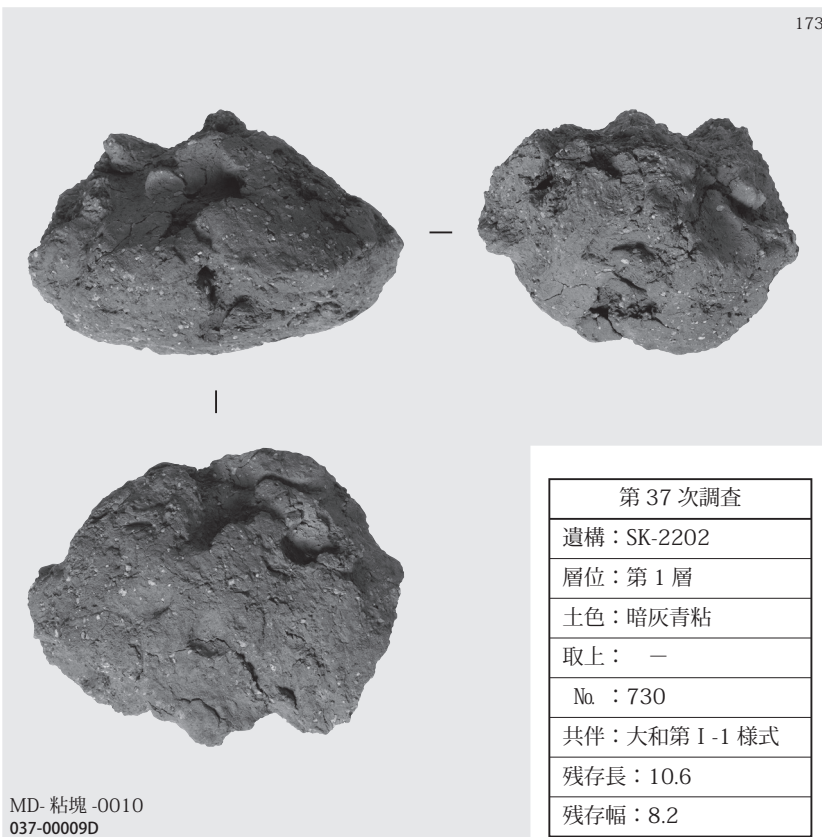 173
第 37 次調査
遺構：SK-2202
層位：第 1 層
土色：暗灰青粘
取上： －
№ ：730
共伴：大和第 I -1 様式
残存長：10.6
残存幅：8.2
MD- 粘塊 -0010
037-00009D